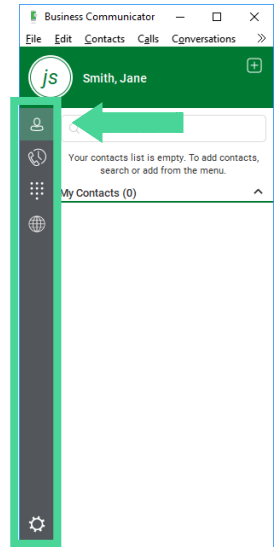 Business Communicator
File Edit Contacts Calls Conversations »
js Smith, Jane
Your contacts list is empty. To add contacts,
search or add from the menu.
My Contacts (0)